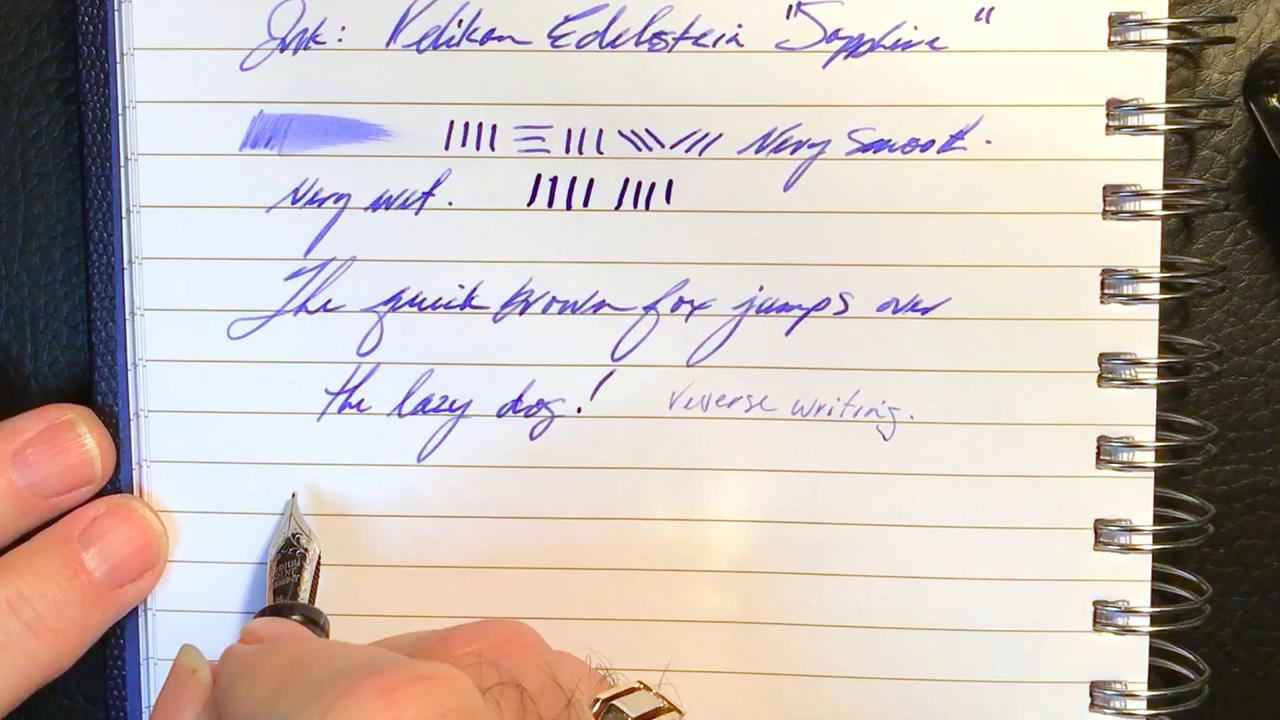 Ink: Pelikan Edelstein "Sapphire"
Very Smooth.
Very wet.
The quick brown fox jumps over
the lazy dog! reverse writing.
MEDIUM